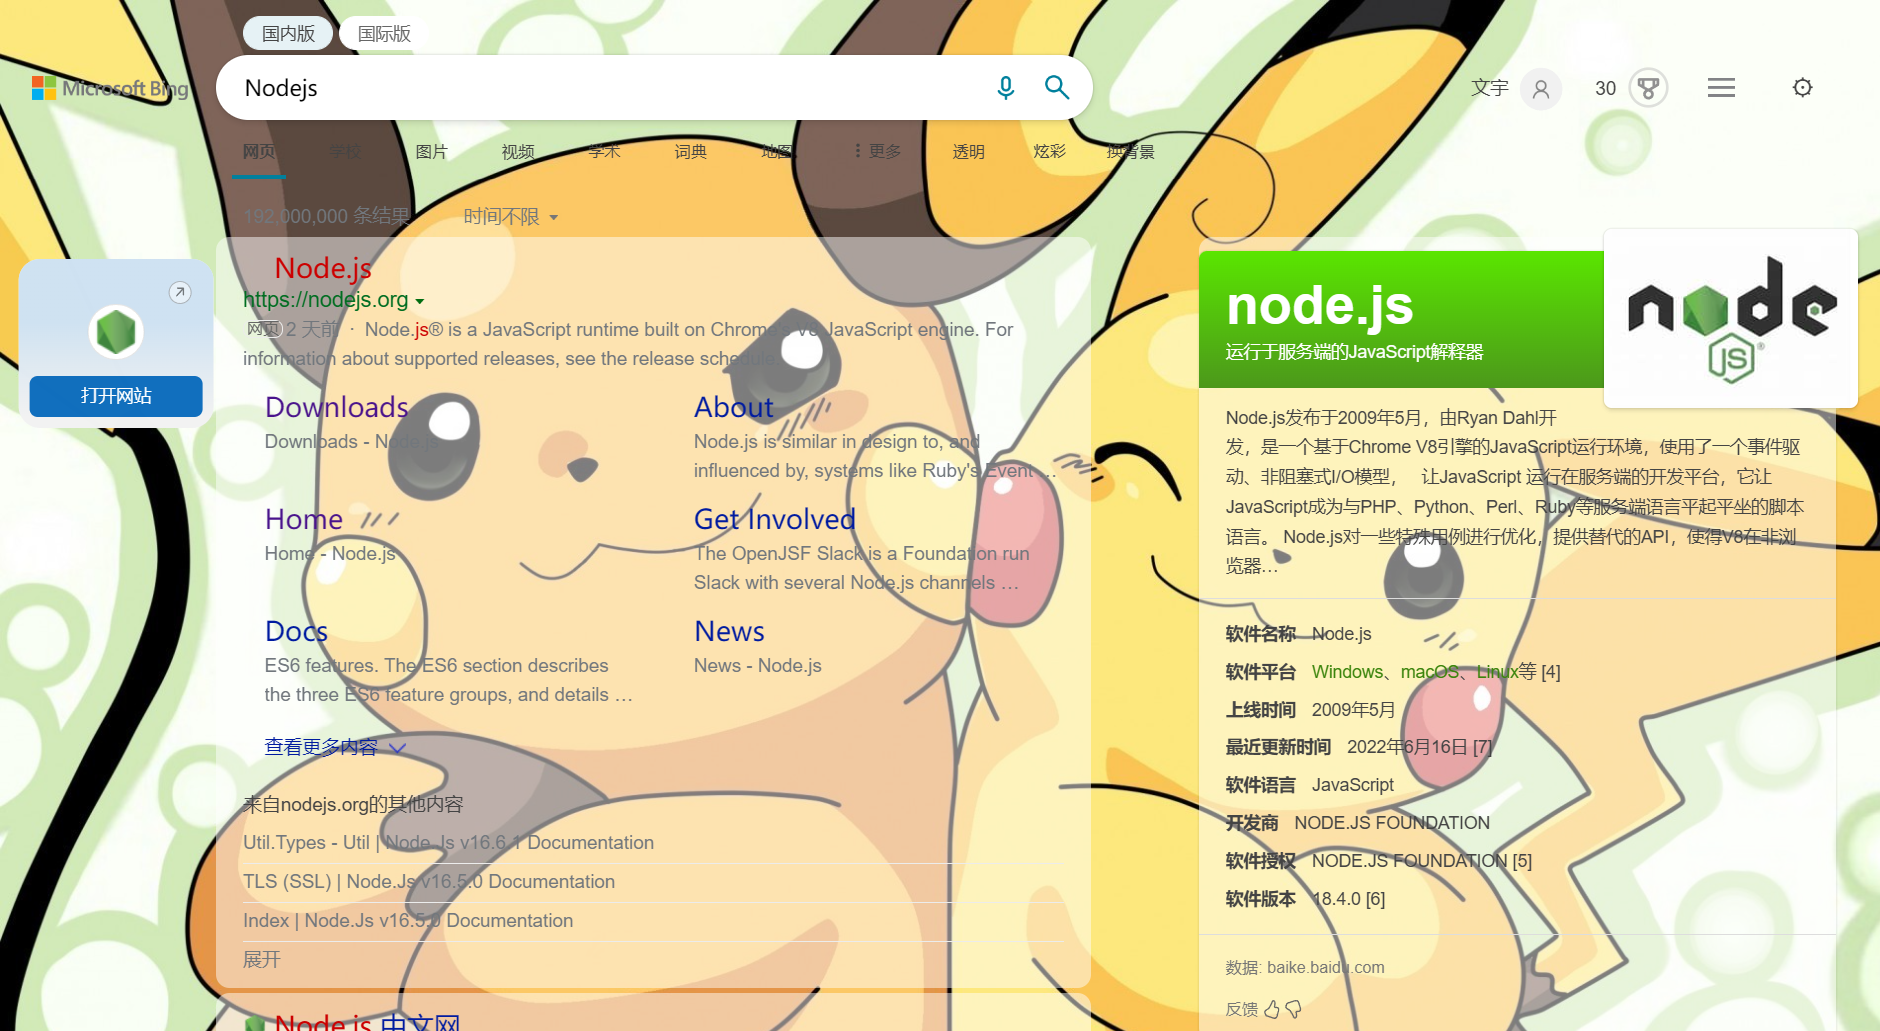 国内版 国际版
Microsoft Bing
Nodejs
文宇 30
网页 学校 图片 视频 学术 词典 地图 更多 透明 炫彩 换背景
192,000,000 条结果 时间不限
打开网站
Node.js
https://nodejs.org
网页 2 天前 · Node.js® is a JavaScript runtime built on Chrome's V8 JavaScript engine. For
information about supported releases, see the release schedule.
Downloads
Downloads - Node.js
About
Node.js is similar in design to, and
influenced by, systems like Ruby's Event …
Home
Home - Node.js
Get Involved
The OpenJSF Slack is a Foundation run
Slack with several Node.js channels …
Docs
ES6 features. The ES6 section describes
the three ES6 feature groups, and details …
News
News - Node.js
查看更多内容
来自nodejs.org的其他内容
Util.Types - Util | Node.Js v16.6.1 Documentation
TLS (SSL) | Node.Js v16.5.0 Documentation
Index | Node.Js v16.5.0 Documentation
展开
Node.js 中文网
node.js
运行于服务端的JavaScript解释器
node
JS
Node.js发布于2009年5月，由Ryan Dahl开
发，是一个基于Chrome V8引擎的JavaScript运行环境，使用了一个事件驱
动、非阻塞式I/O模型， 让JavaScript 运行在服务端的开发平台，它让
JavaScript成为与PHP、Python、Perl、Ruby等服务端语言平起平坐的脚本
语言。 Node.js对一些特殊用例进行优化，提供替代的API，使得V8在非浏
览器…
软件名称 Node.js
软件平台 Windows、macOS、Linux等 [4]
上线时间 2009年5月
最近更新时间 2022年6月16日 [7]
软件语言 JavaScript
开发商 NODE.JS FOUNDATION
软件授权 NODE.JS FOUNDATION [5]
软件版本 18.4.0 [6]
数据: baike.baidu.com
反馈